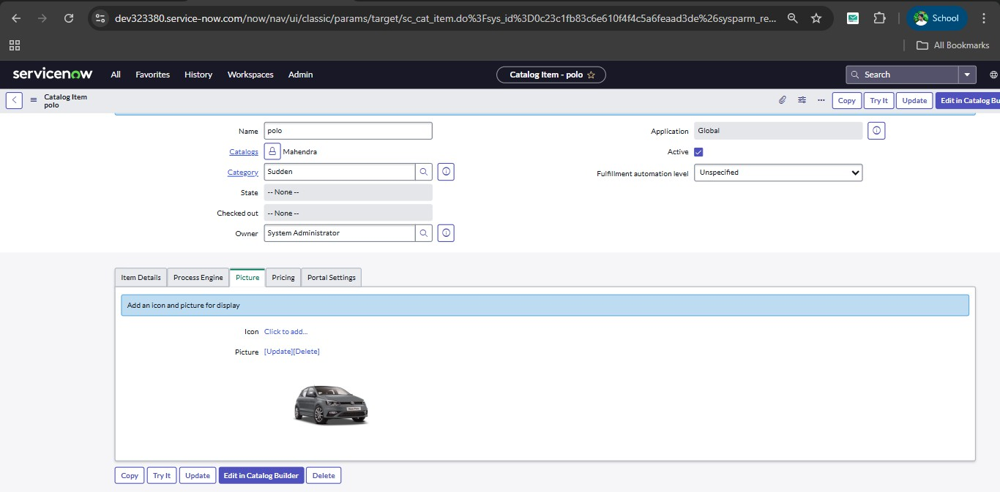 dev323380.service-now.com/now/nav/ui/classic/params/target/sc_cat_item.do%3Fsys_id%3D0c23c1fb83c6e610f4f4c5a6feaad3de%26sysparm_re...
School
All Bookmarks
servicenow All Favorites History Workspaces Admin
Catalog Item - polo
Search
Catalog Item
polo
Copy Try It Update Edit in Catalog Bu
Name polo
Application Global
Catalogs Mahendra
Active
Category Sudden
Fulfillment automation level Unspecified
State -- None --
Checked out -- None --
Owner System Administrator
Item Details Process Engine Picture Pricing Portal Settings
Add an icon and picture for display
Icon Click to add...
Picture [Update][Delete]
Copy Try It Update Edit in Catalog Builder Delete